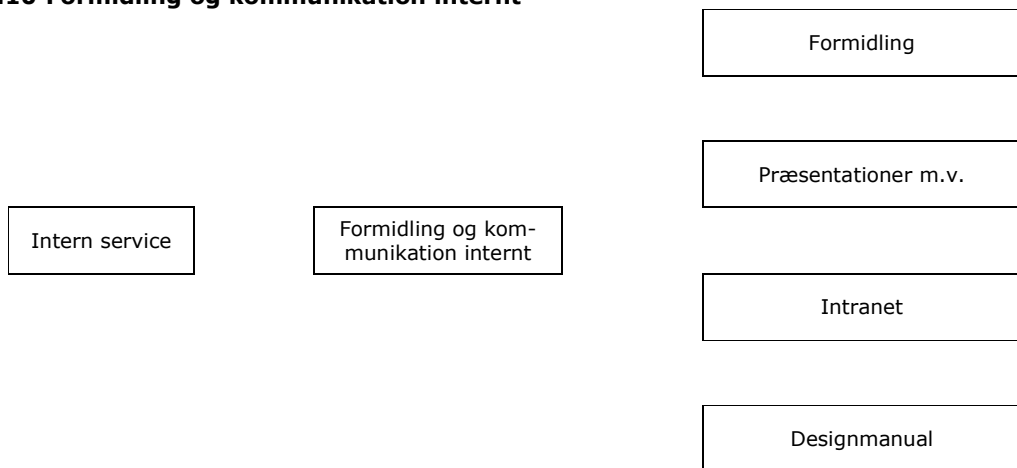 Formidling og kommunikation internt
Formidling
Præsentationer m.v.
Intern service
Formidling og kom-
munikation internt
Intranet
Designmanual